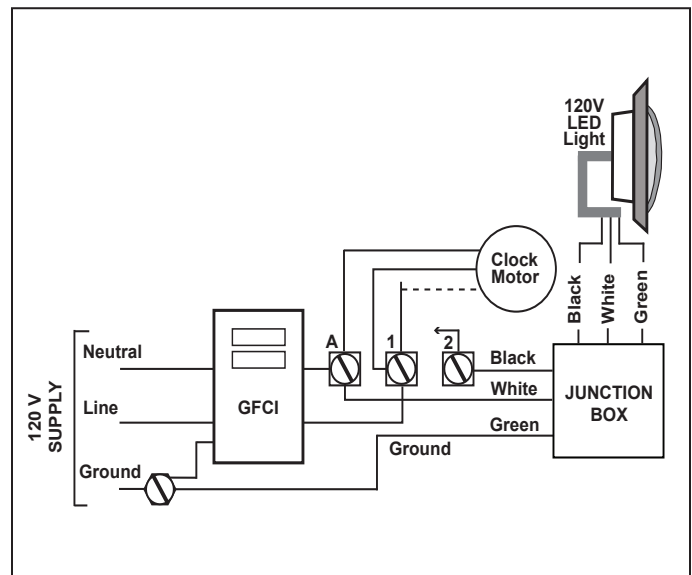 120V
LED
Light
Clock
Motor
Black
White
Green
Neutral
Line
Ground
120 V
SUPPLY
GFCI
A
1
2
Black
White
Green
Ground
JUNCTION
BOX